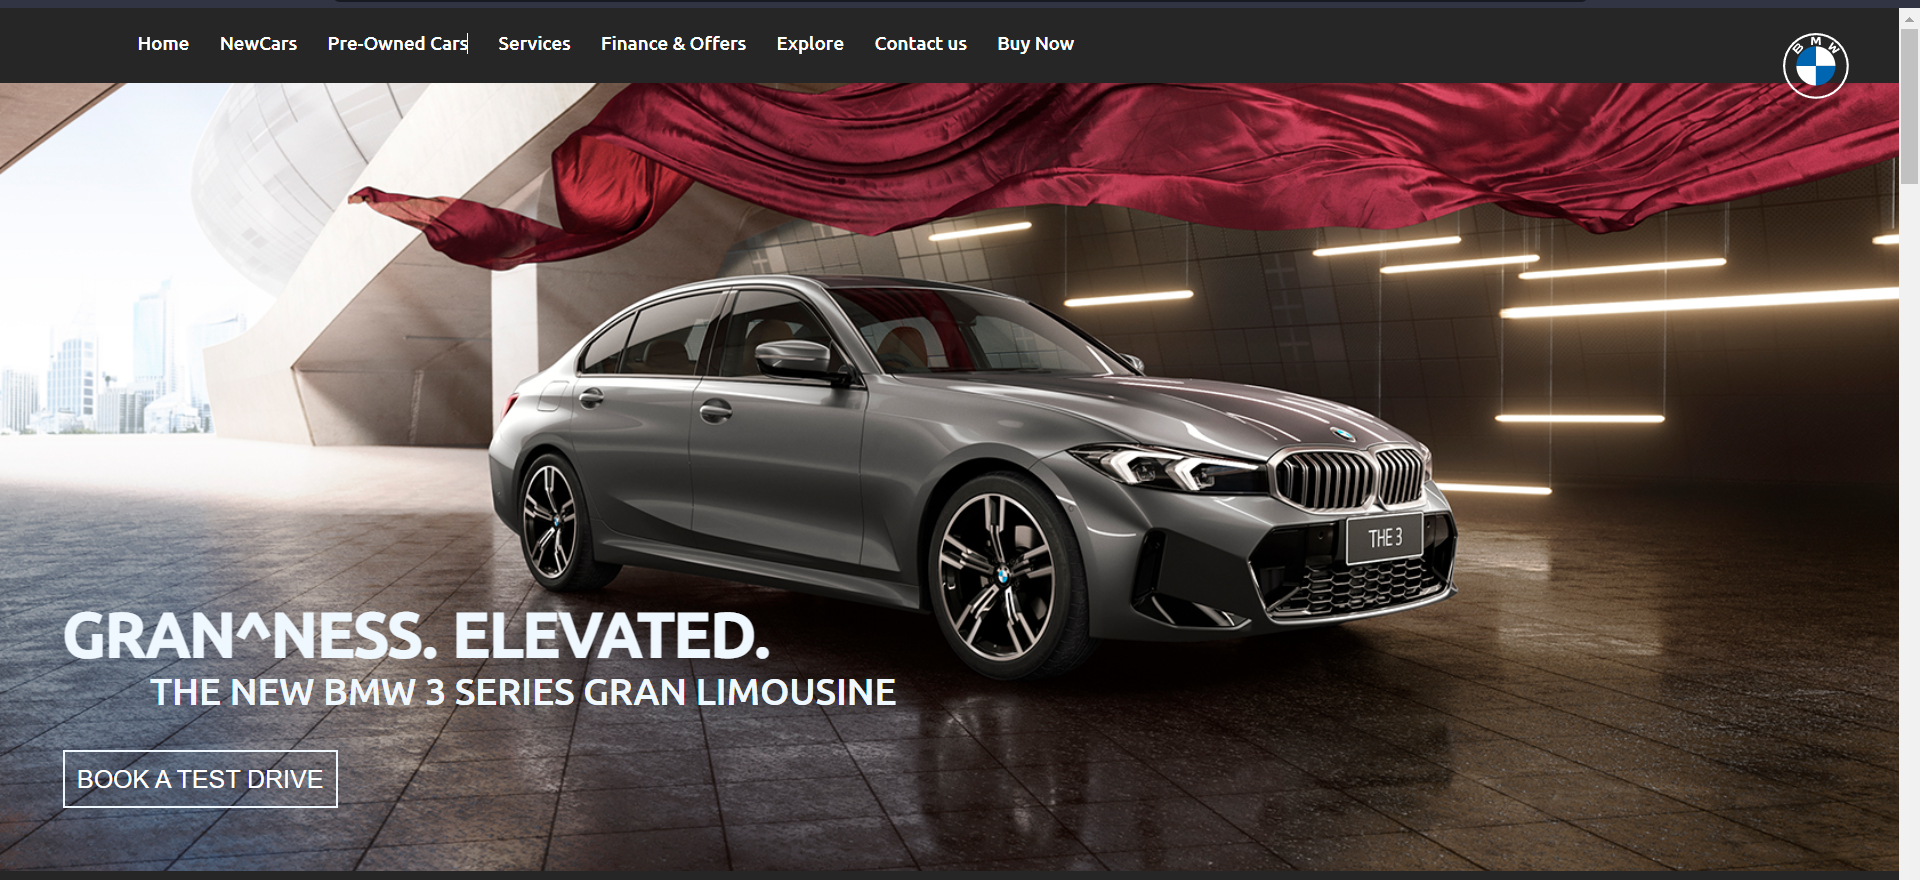 Home NewCars Pre-Owned Cars Services Finance & Offers Explore Contact us Buy Now
BMW
THE 3
GRAN^NESS. ELEVATED.
THE NEW BMW 3 SERIES GRAN LIMOUSINE
BOOK A TEST DRIVE